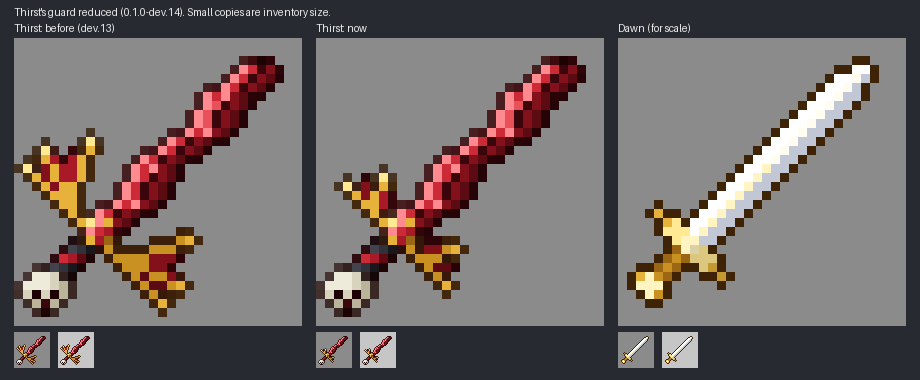 Thirst's guard reduced (0.1.0-dev.14). Small copies are inventory size.
Thirst before (dev.13)
Thirst now
Dawn (for scale)